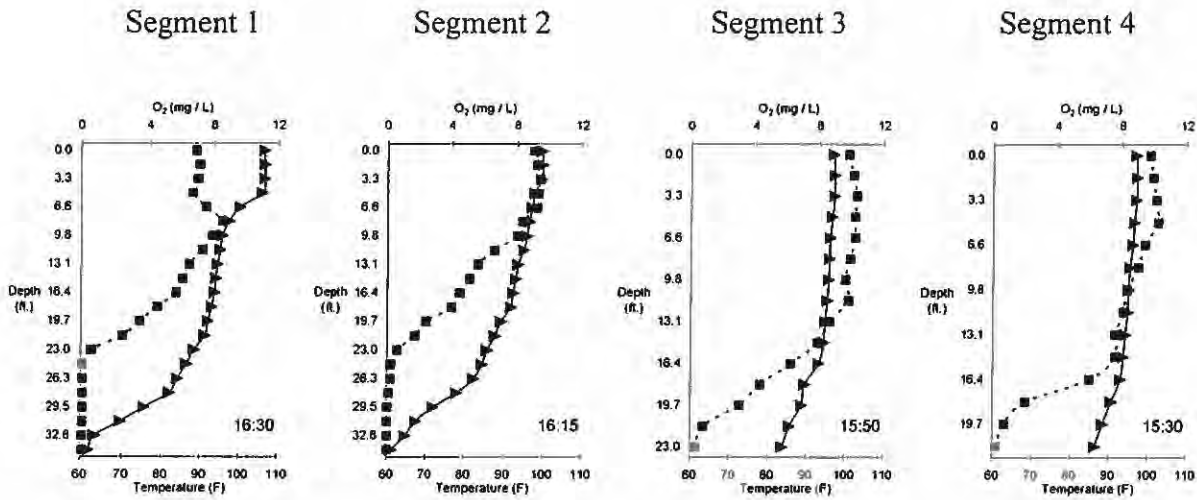 Segment 1
Segment 2
Segment 3
Segment 4
O₂ (mg / L)
0 4 8 12
0.0
3.3
6.6
9.8
13.1
Depth 16.4
(ft.)
19.7
23.0
26.3
29.5
32.8
16:30
60 70 80 90 100 110
Temperature (F)
O₂ (mg / L)
0 4 8 12
0.0
3.3
6.6
9.8
13.1
Depth 16.4
(ft.)
19.7
23.0
26.3
29.5
32.8
16:15
60 70 80 90 100 110
Temperature (F)
O₂ (mg / L)
0 4 8 12
0.0
3.3
6.6
Depth 9.8
(ft.)
13.1
16.4
19.7
23.0
15:50
60 70 80 90 100 110
Temperature (F)
O₂ (mg / L)
0 4 8 12
0.0
3.3
6.6
Depth 9.8
(ft.)
13.1
16.4
19.7
15:30
60 70 80 90 100 110
Temperature (F)